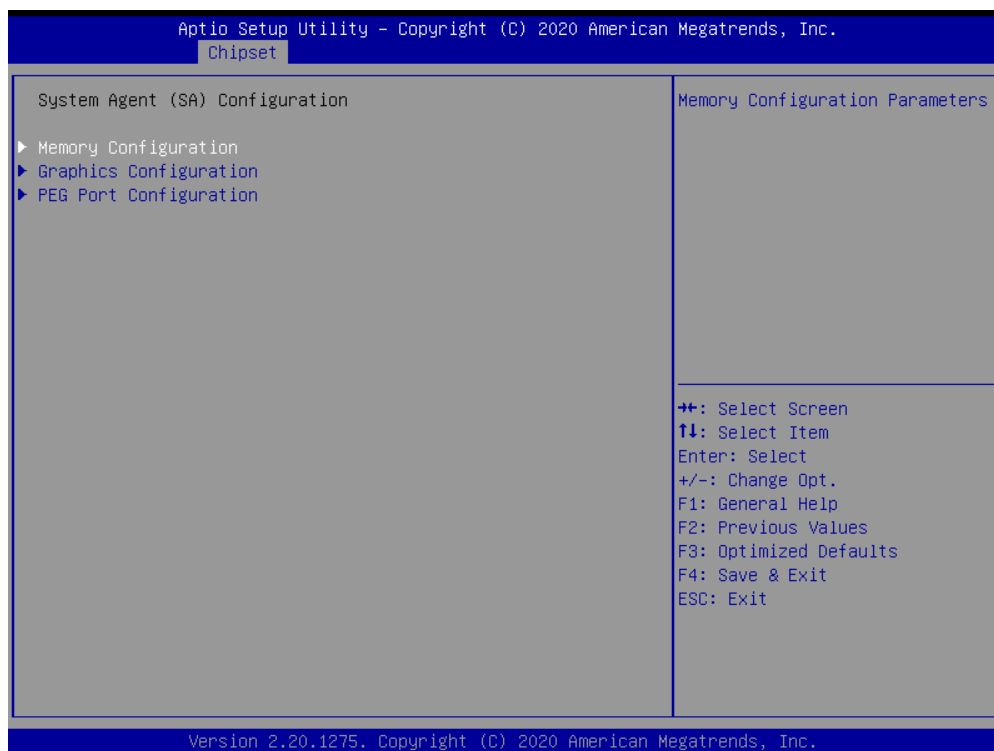 Aptio Setup Utility – Copyright (C) 2020 American Megatrends, Inc.
Chipset
System Agent (SA) Configuration
Memory Configuration
Graphics Configuration
PEG Port Configuration
Memory Configuration Parameters
→←: Select Screen
↑↓: Select Item
Enter: Select
+/-: Change Opt.
F1: General Help
F2: Previous Values
F3: Optimized Defaults
F4: Save & Exit
ESC: Exit
Version 2.20.1275. Copyright (C) 2020 American Megatrends, Inc.